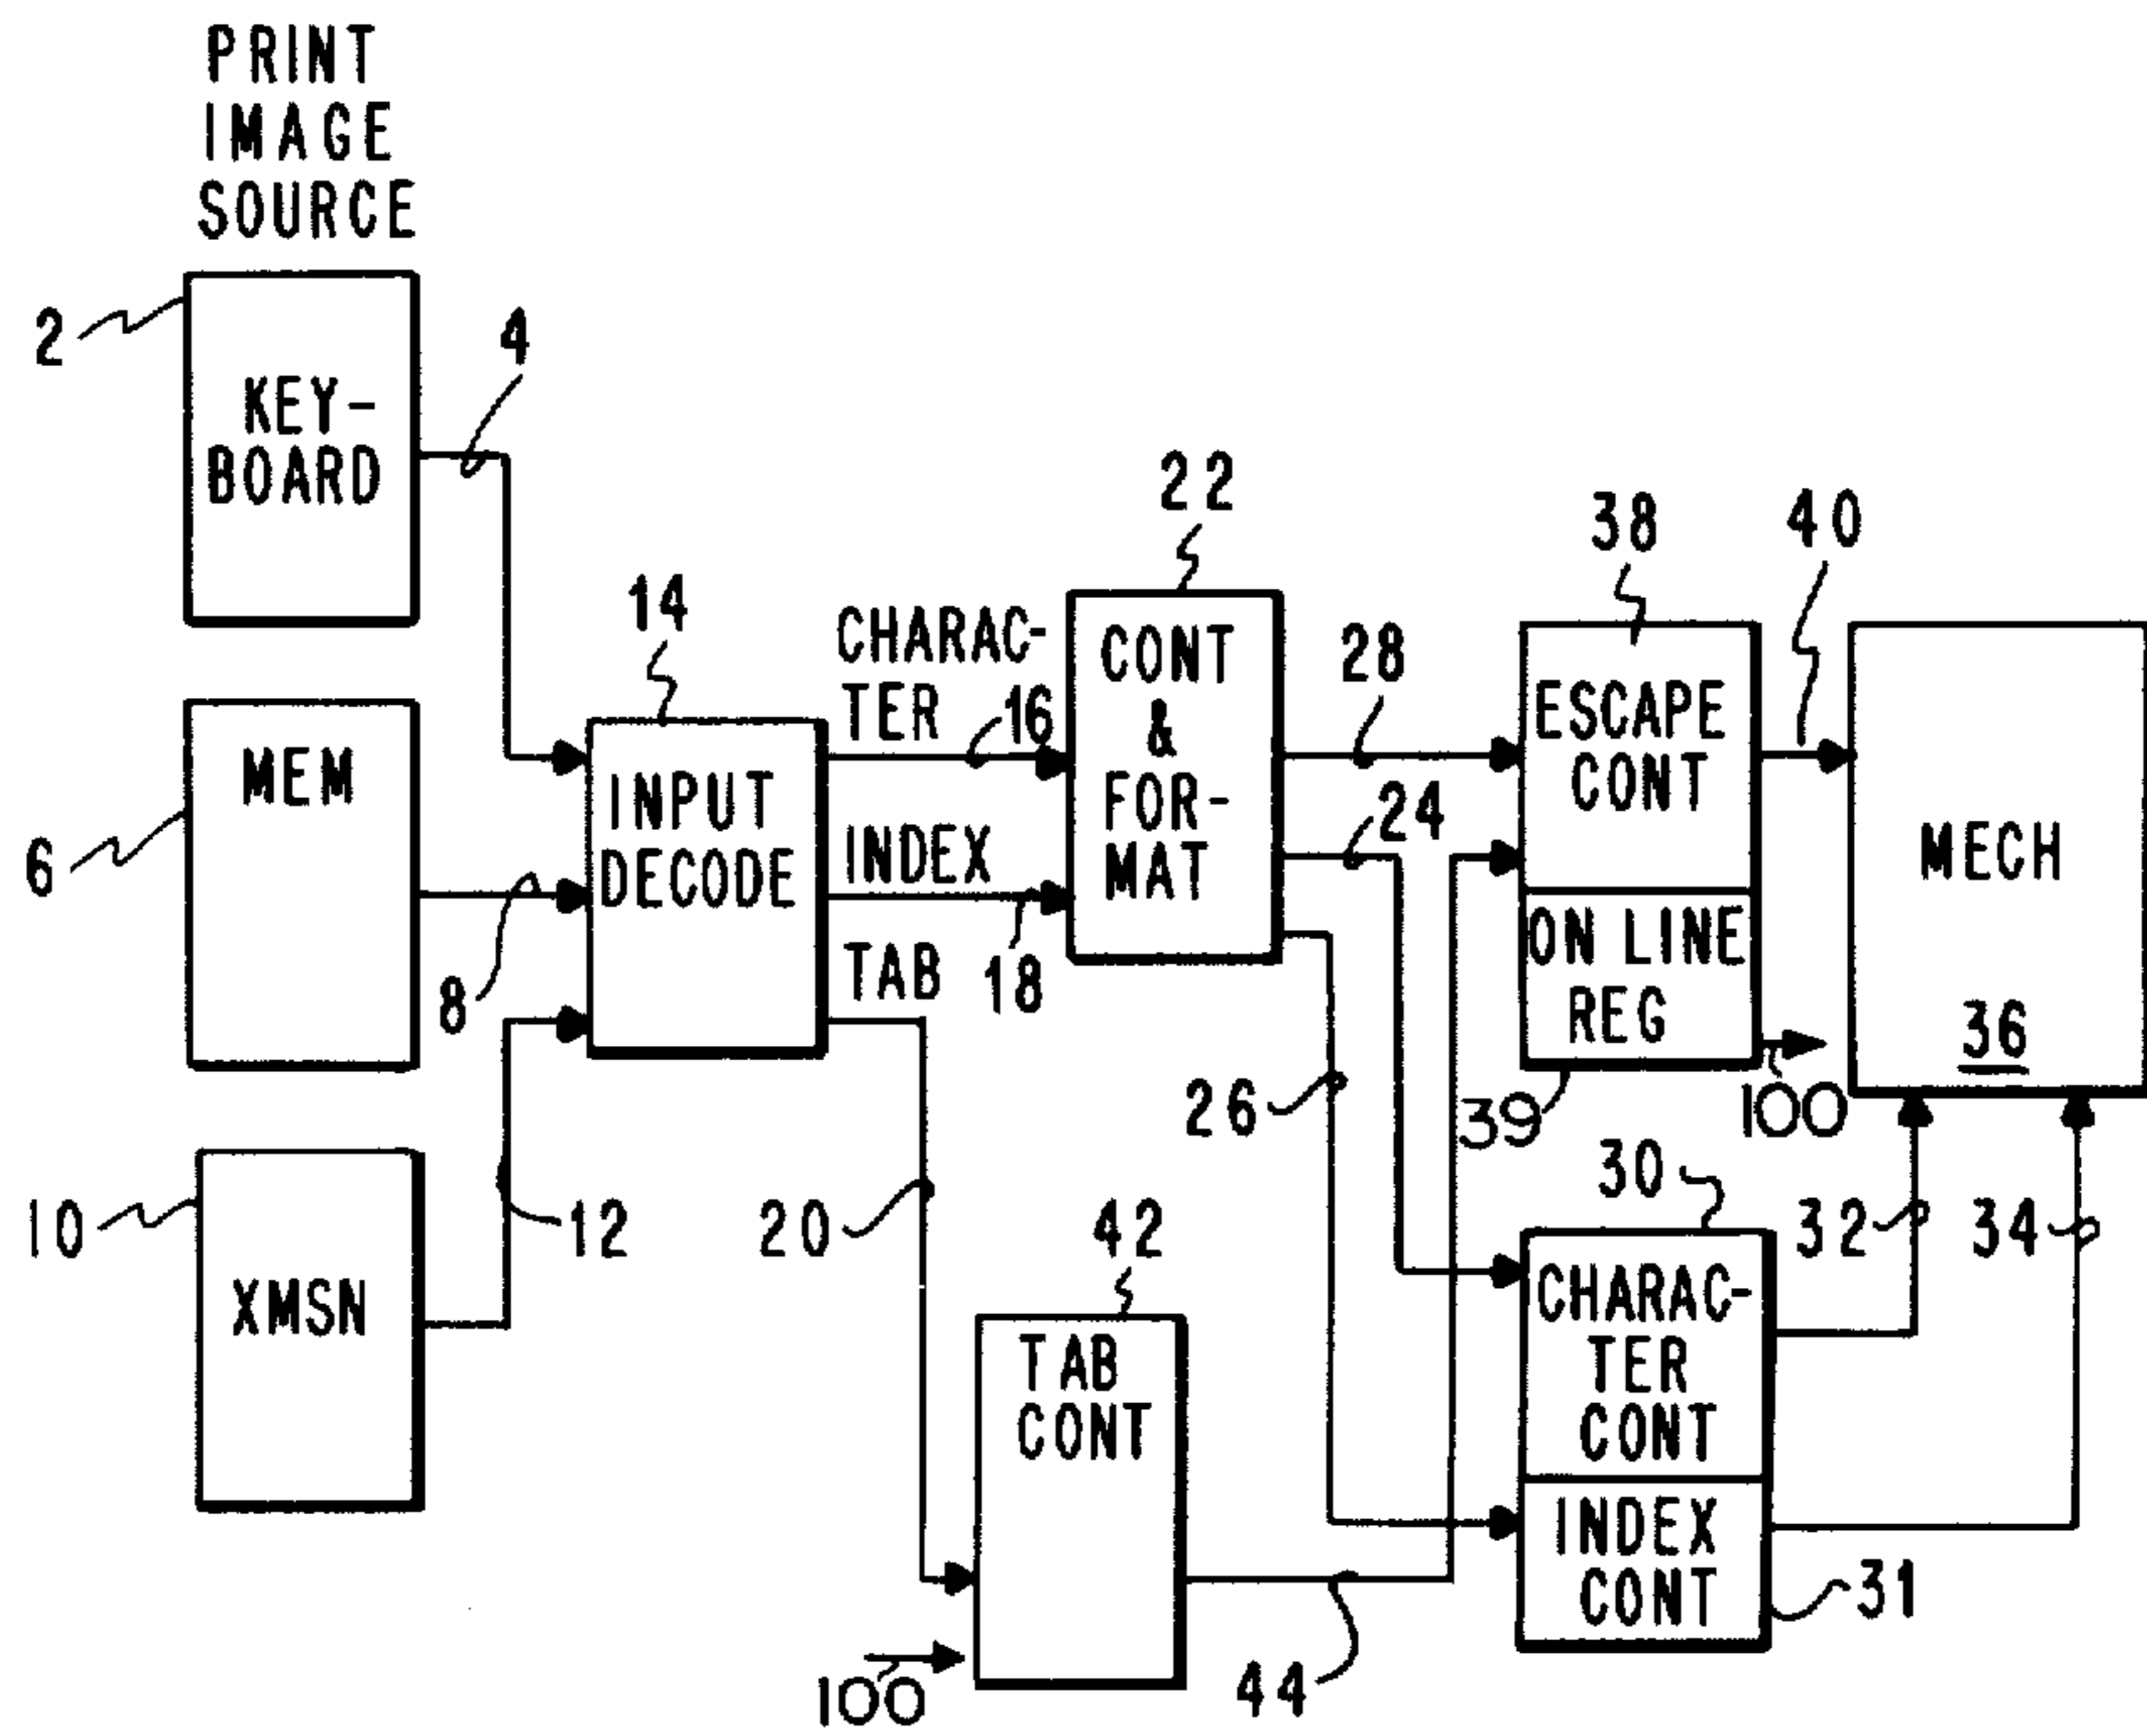 PRINT
IMAGE
SOURCE
2
KEY-
BOARD
4
6
MEM
8
10
XMSN
12
14
INPUT
DECODE
CHARAC-
TER
16
INDEX
18
TAB
20
22
CONT
&
FOR-
MAT
28
24
26
38
ESCAPE
CONT
ON LINE
REG
39
40
100
MECH
36
30
CHARAC-
TER
CONT
INDEX
CONT
31
32
34
42
TAB
CONT
100
44